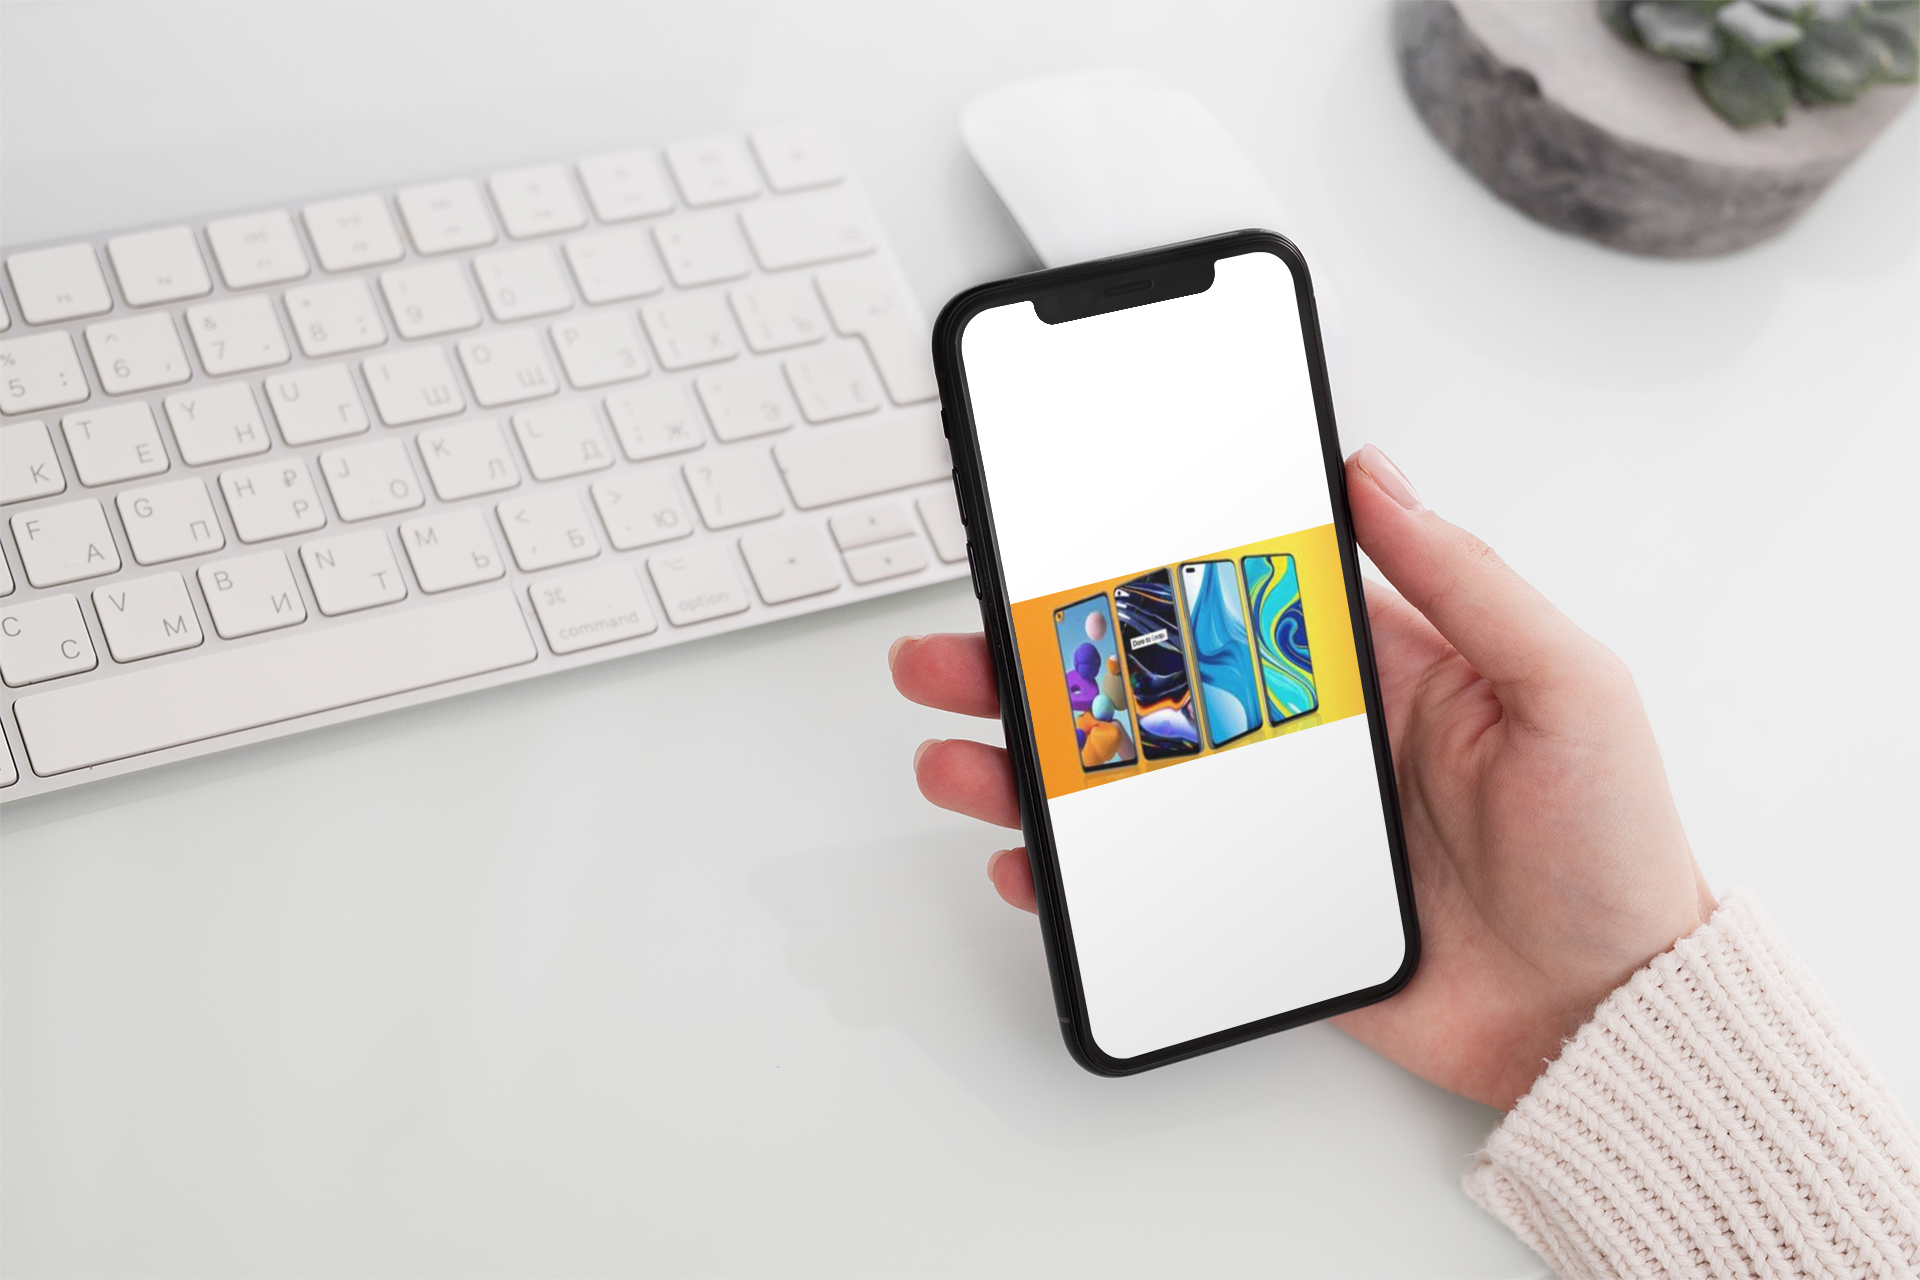 % 5 :
^ 6 ,
& 7 .
* 8 ;
( 9
) 0
К
T Е
Y Н
U Г
I Ш
O Щ
P З
{ Х
F А
G П
H ₽ Р
J О
K Л
L Д
: Ж
C С
V М
B И
N Т
M Ь
< , Б
> . Ю
? /
⌘ command
⌥ option
Dare to Leap